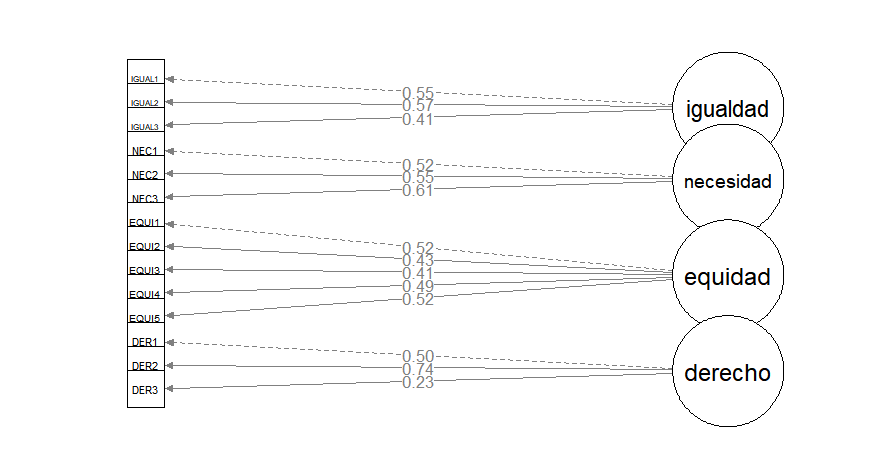 IGUAL1
IGUAL2
IGUAL3
NEC1
NEC2
NEC3
EQUI1
EQUI2
EQUI3
EQUI4
EQUI5
DER1
DER2
DER3
0.55
0.57
0.41
0.52
0.55
0.61
0.52
0.43
0.41
0.49
0.52
0.50
0.74
0.23
igualdad
necesidad
equidad
derecho